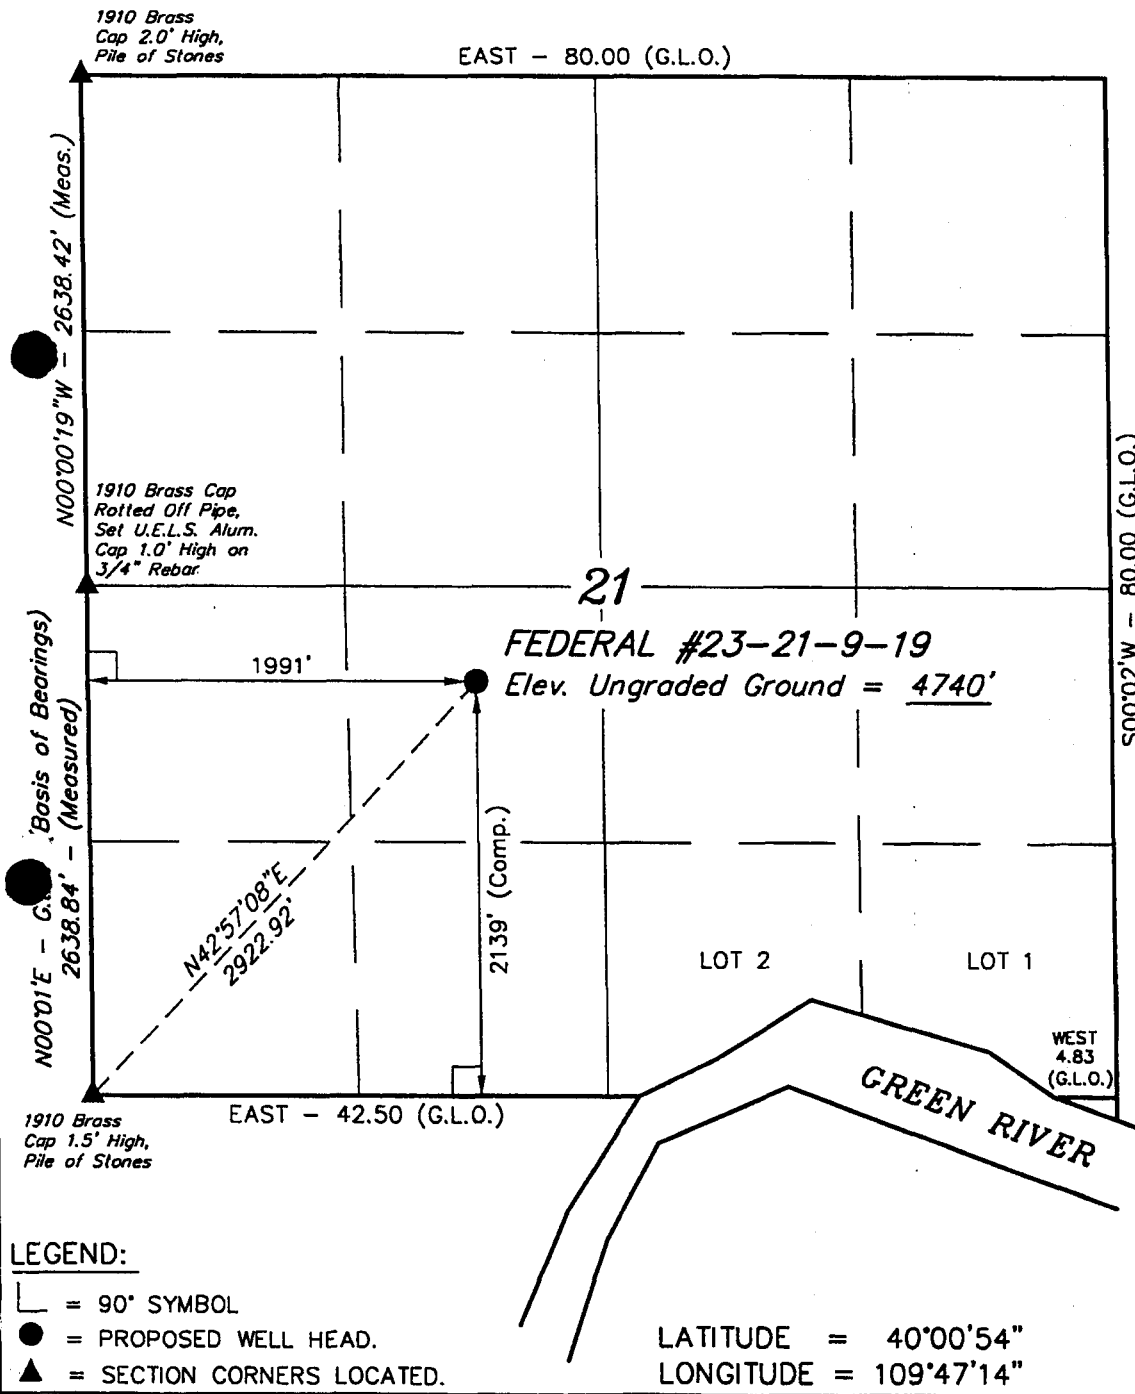 1910 Brass
Cap 2.0' High,
Pile of Stones
EAST – 80.00 (G.L.O.)
N00°00'19"W – 2638.42' (Meas.)
1910 Brass Cap
Rotted Off Pipe,
Set U.E.L.S. Alum.
Cap 1.0' High on
3/4" Rebar.
21
S00°02'W – 80.00 (G.L.O.)
FEDERAL #23–21–9–19
Elev. Ungraded Ground = 4740'
1991'
N00°01'E – Basis of Bearings)
2638.84' – (Measured)
2139' (Comp.)
N42°57'08"E
2922.92'
LOT 2
LOT 1
WEST
4.83
(G.L.O.)
GREEN RIVER
EAST – 42.50 (G.L.O.)
1910 Brass
Cap 1.5' High,
Pile of Stones
LEGEND:
= 90° SYMBOL
= PROPOSED WELL HEAD.
= SECTION CORNERS LOCATED.
LATITUDE = 40°00'54"
LONGITUDE = 109°47'14"